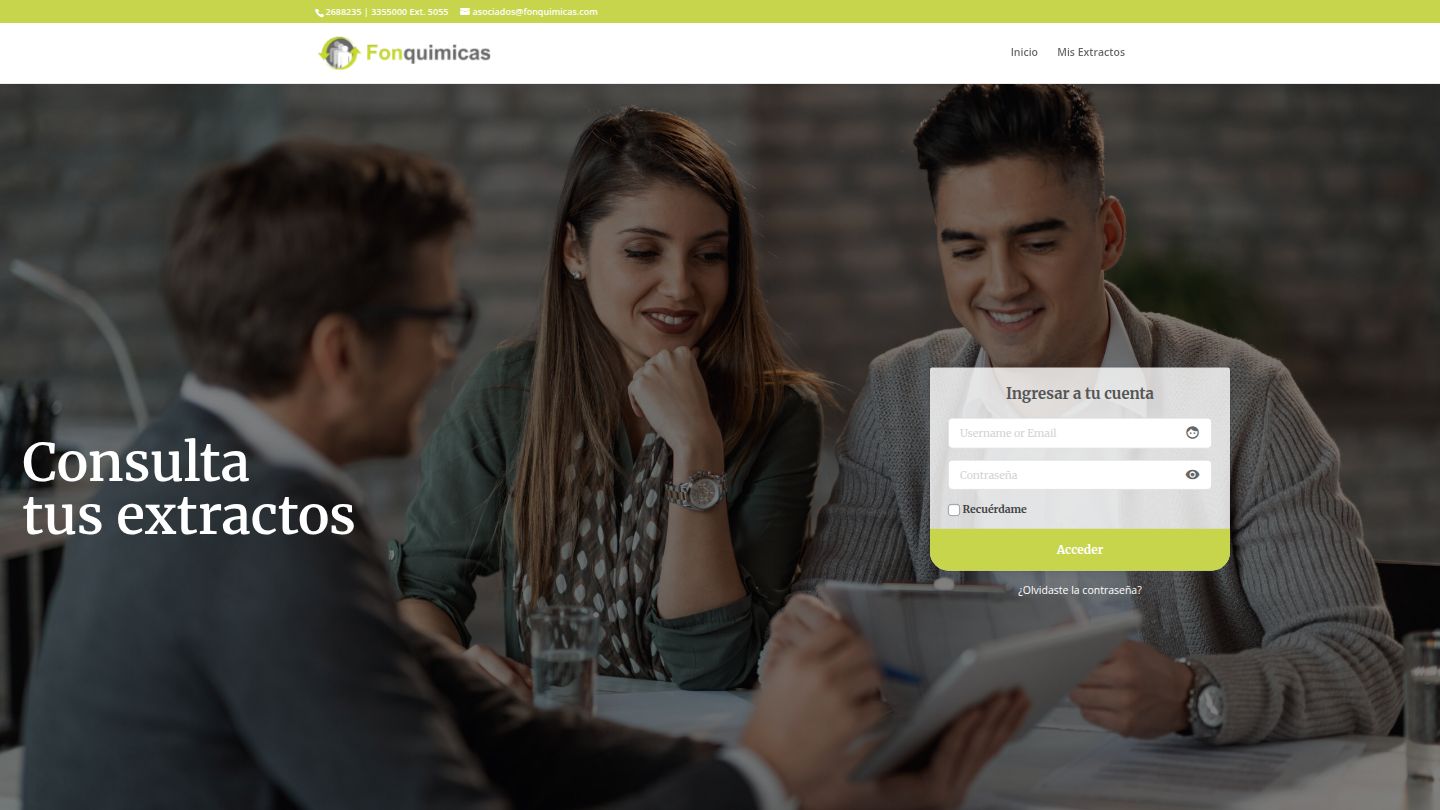 2688235 | 3355000 Ext. 5055 asociados@fonquimicas.com
Fonquimicas
Inicio Mis Extractos
Consulta
tus extractos
Ingresar a tu cuenta
Username or Email
Contraseña
Recuérdame
Acceder
¿Olvidaste la contraseña?